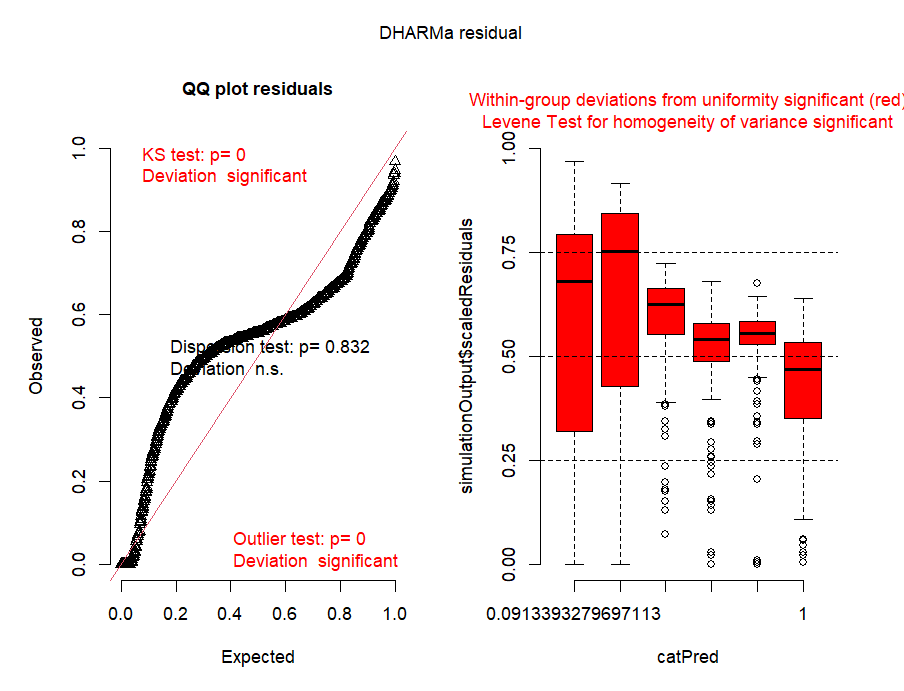 DHARMa residual
QQ plot residuals
KS test: p= 0
Deviation  significant
Dispersion test: p= 0.832
Deviation  n.s.
Outlier test: p= 0
Deviation  significant
Observed
0.0 0.2 0.4 0.6 0.8 1.0
0.0 0.2 0.4 0.6 0.8 1.0
Expected
Within-group deviations from uniformity significant (red)
Levene Test for homogeneity of variance significant
simulationOutput$scaledResiduals
0.00 0.25 0.50 0.75 1.00
0.09133393279697113 1
catPred